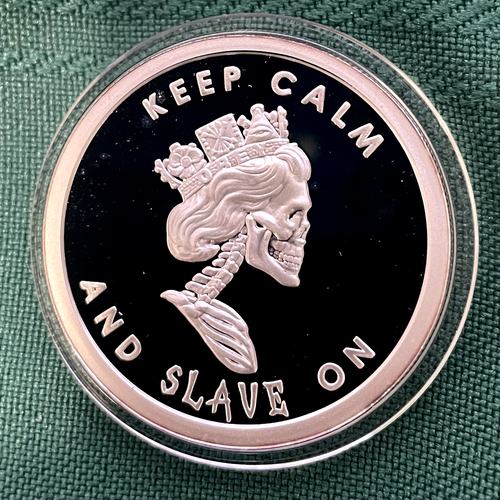 KEEP CALM
AND SLAVE ON